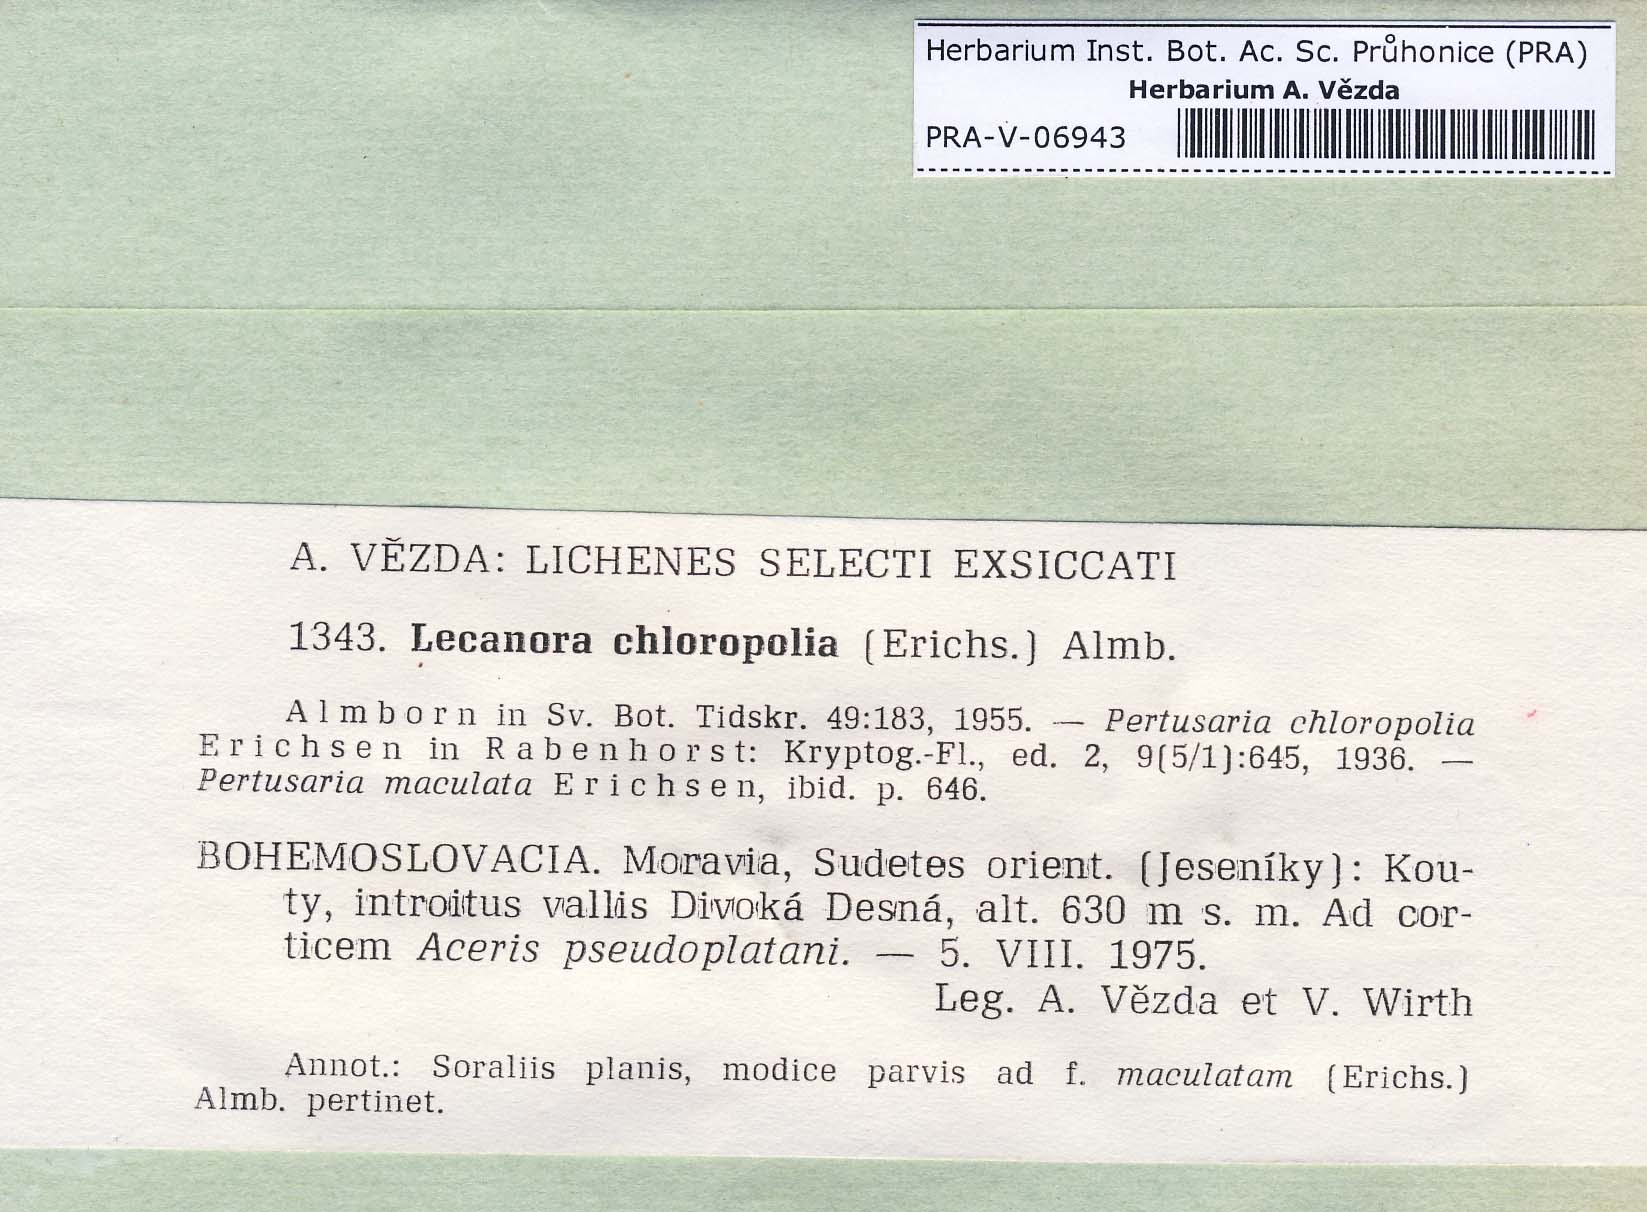 Herbarium Inst. Bot. Ac. Sc. Průhonice (PRA)
Herbarium A. Vězda
PRA-V-06943
A. VĚZDA: LICHENES SELECTI EXSICCATI
1343. Lecanora chloropolia (Erichs.) Almb.
Almborn in Sv. Bot. Tidskr. 49:183, 1955. — Pertusaria chloropolia
Erichsen in Rabenhorst: Kryptog.-Fl., ed. 2, 9(5/1):645, 1936. —
Pertusaria maculata Erichsen, ibid. p. 646.
BOHEMOSLOVACIA. Moravia, Sudetes orient. (Jeseníky): Kou-
ty, introitus vallis Divoká Desná, alt. 630 m s. m. Ad cor-
ticem Aceris pseudoplatani. — 5. VIII. 1975.
Leg. A. Vězda et V. Wirth
Annot.: Soraliis planis, modice parvis ad f. maculatam (Erichs.)
Almb. pertinet.